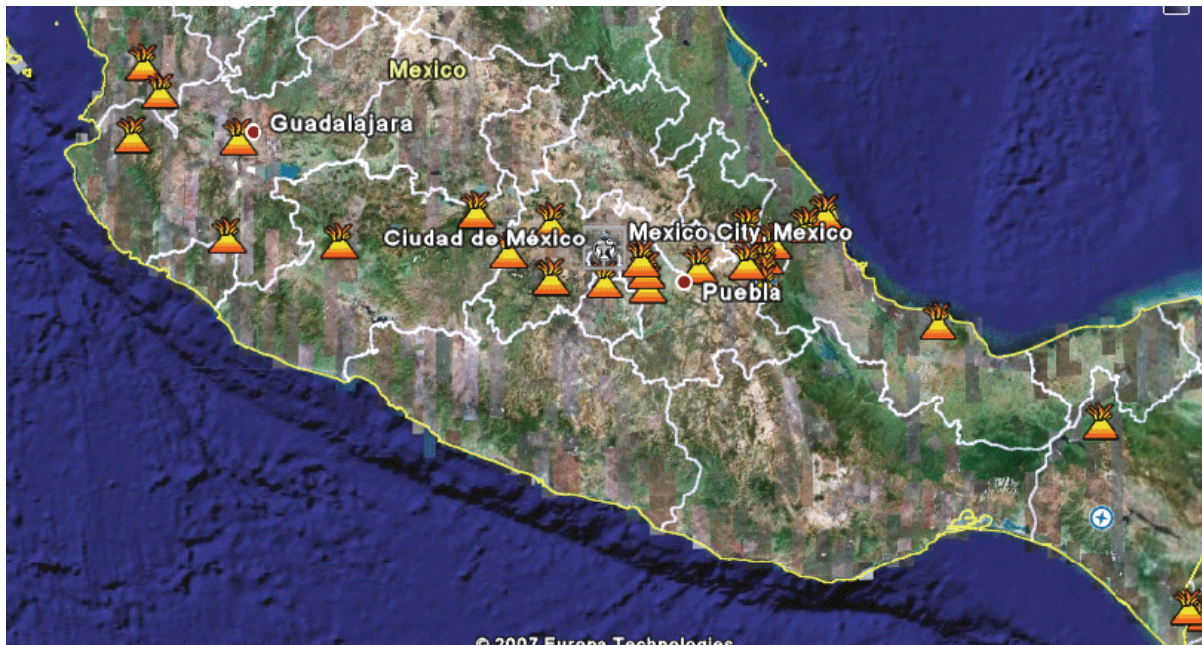 Mexico
Guadalajara
Ciudad de México
Mexico City, Mexico
Puebla
© 2007 Europa Technologies